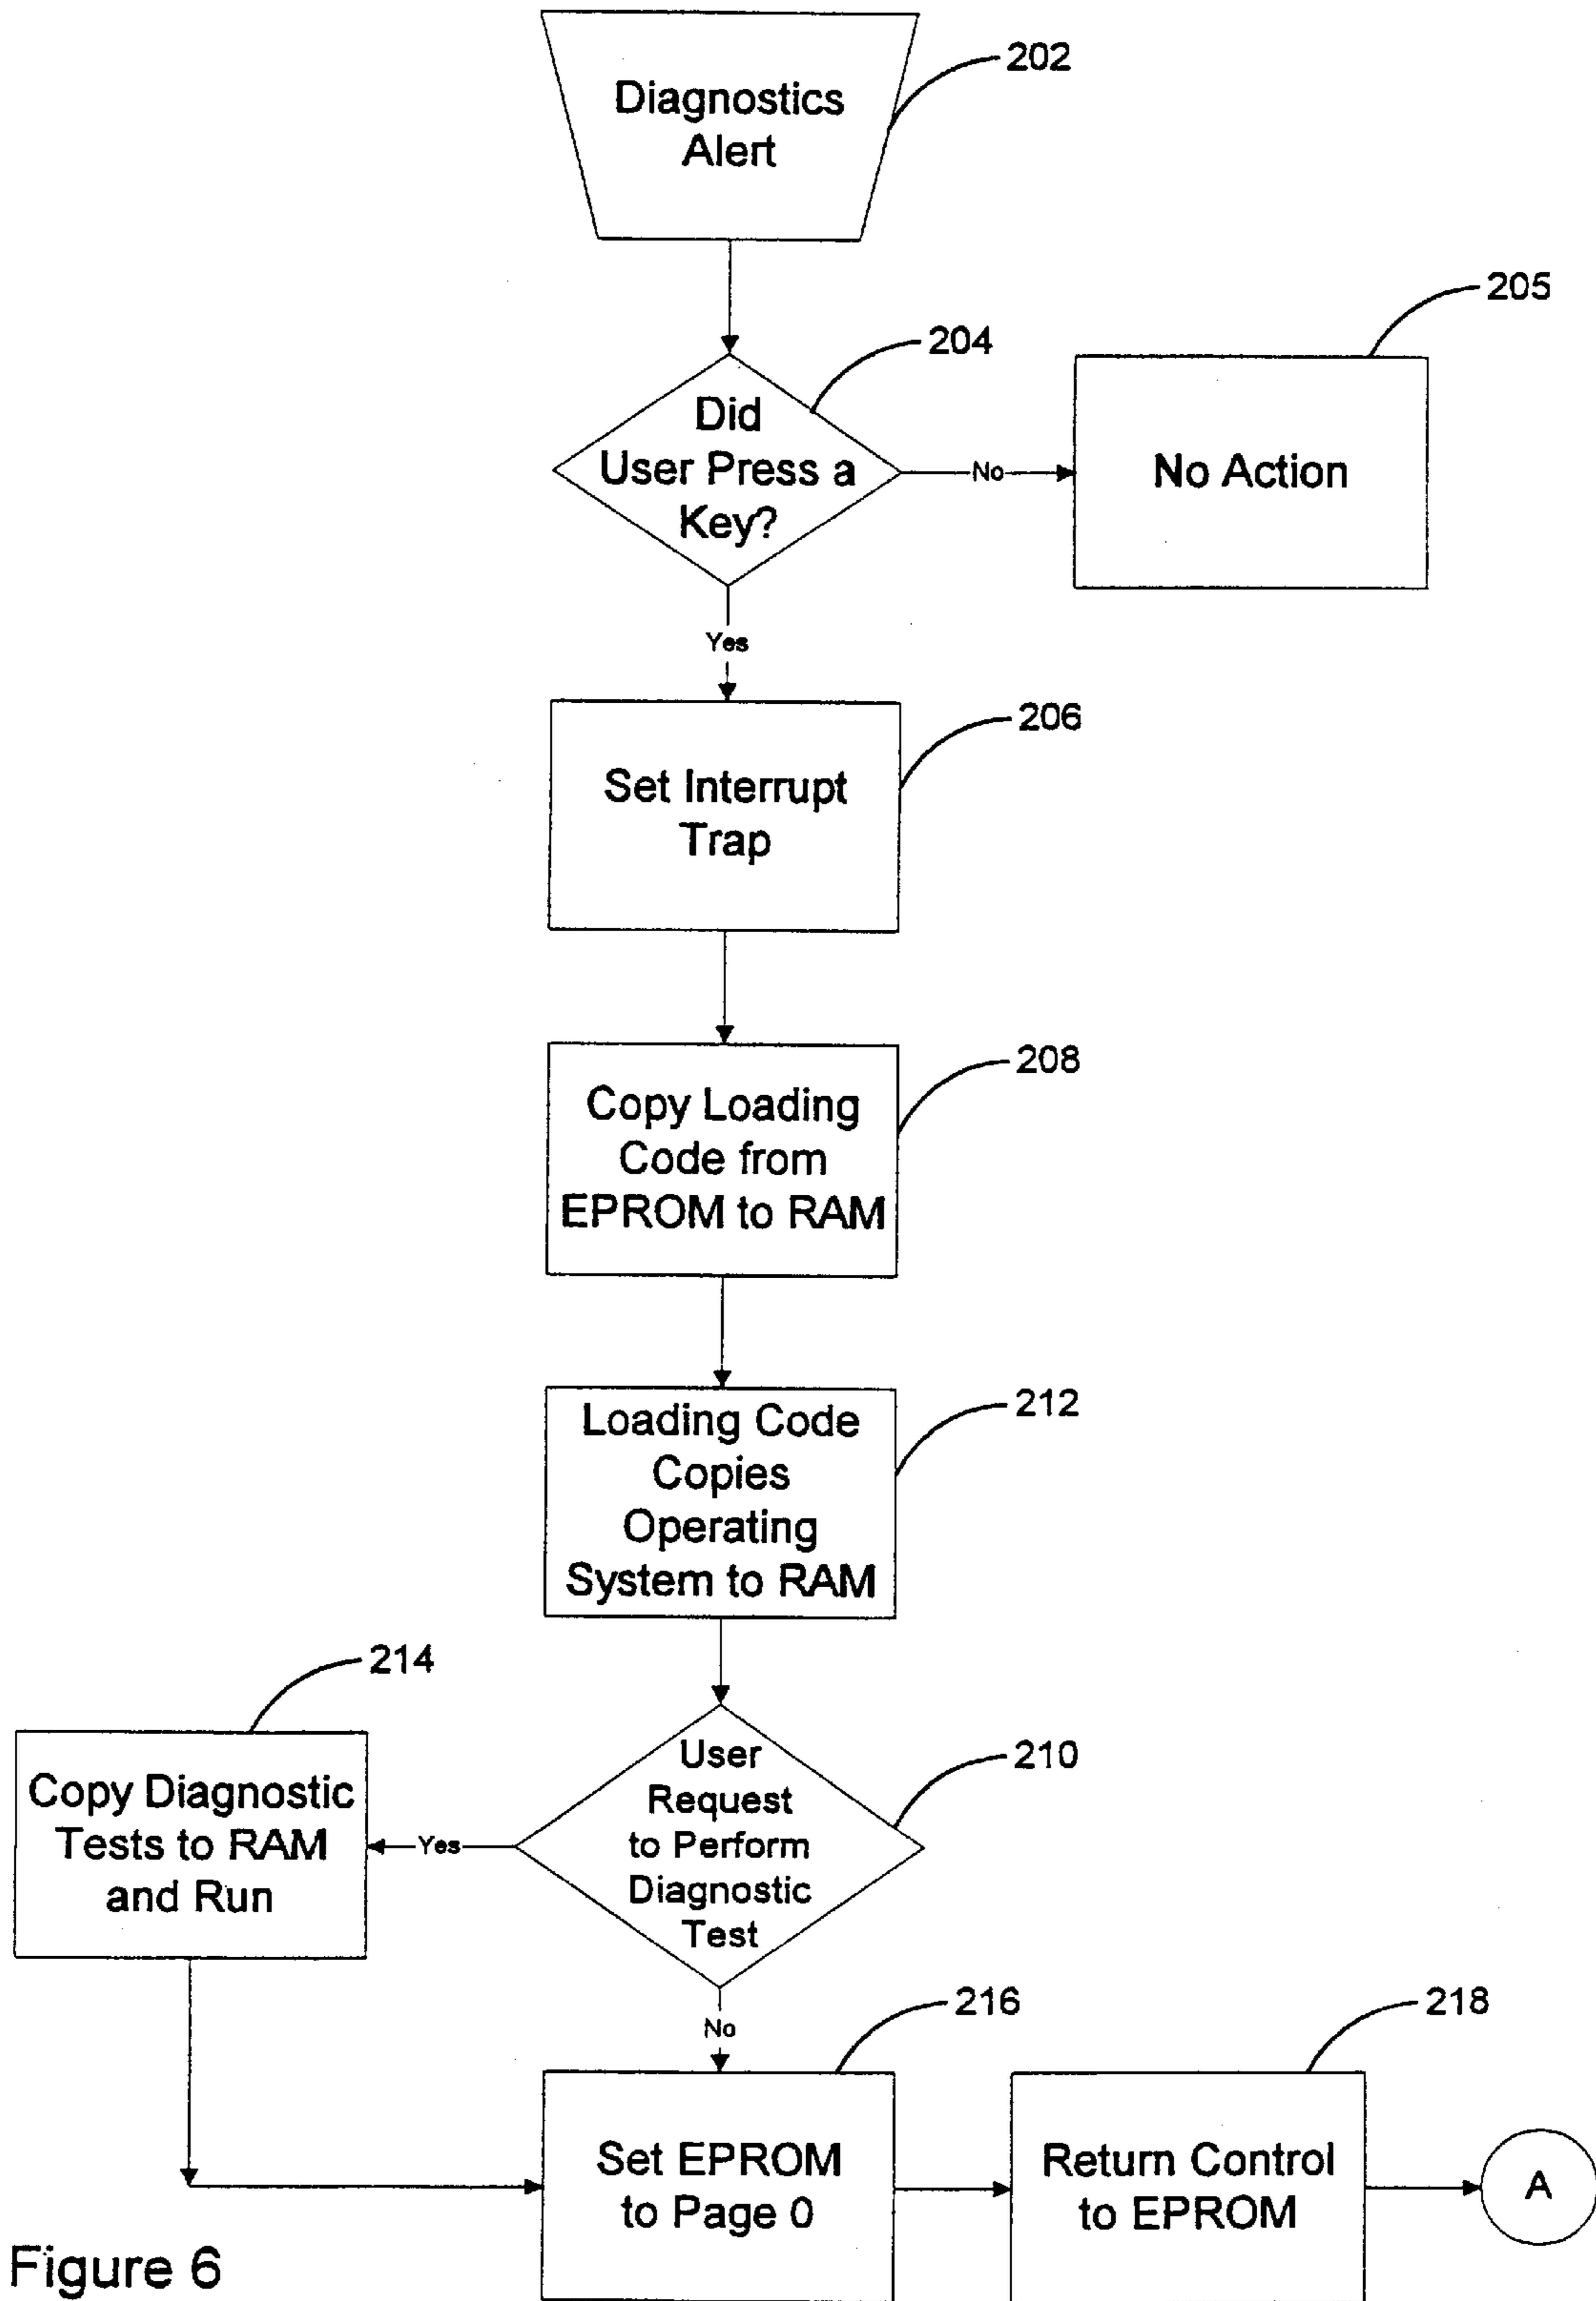 202
Diagnostics
Alert
205
204
Did
User Press a
Key?
No
No Action
Yes
206
Set Interrupt
Trap
208
Copy Loading
Code from
EPROM to RAM
212
Loading Code
Copies
Operating
System to RAM
214
Copy Diagnostic
Tests to RAM
and Run
210
User
Request
to Perform
Diagnostic
Test
Yes
No
216
218
Set EPROM
to Page 0
Return Control
to EPROM
A
Figure 6